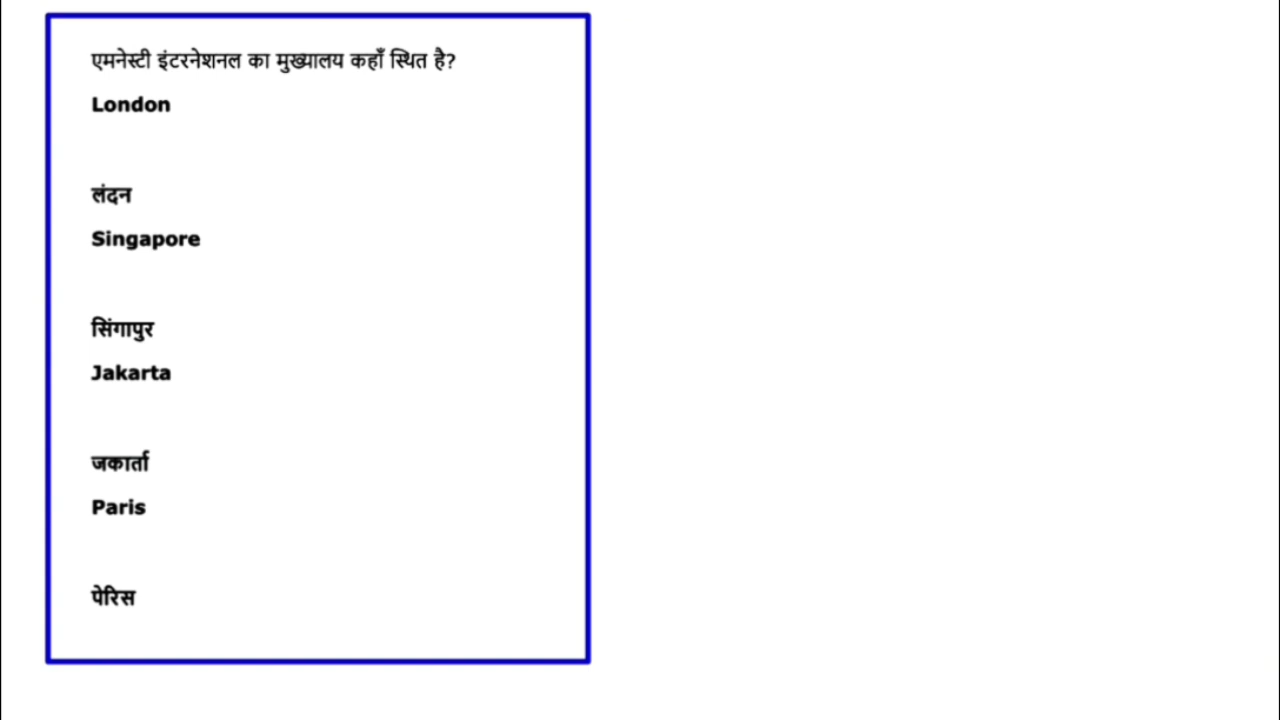 एमनेस्टी इंटरनेशनल का मुख्यालय कहाँ स्थित है?
London
लंदन
Singapore
सिंगापुर
Jakarta
जकार्ता
Paris
पेरिस